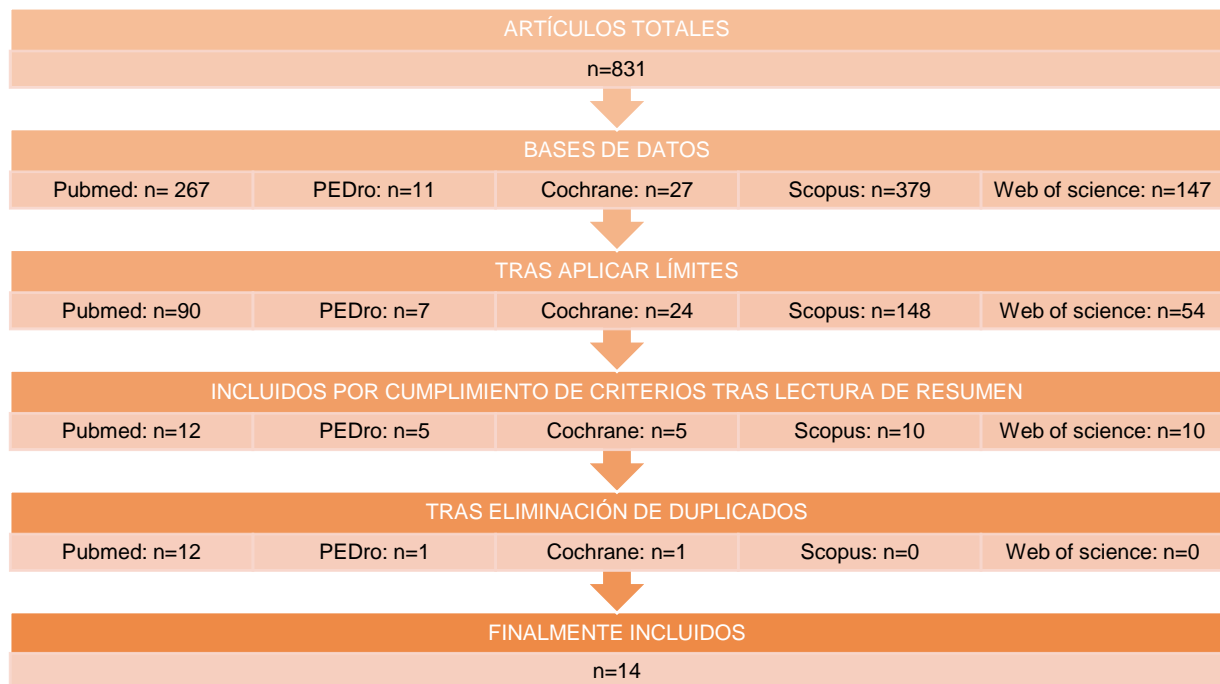 ARTÍCULOS TOTALES
n=831
BASES DE DATOS
Pubmed: n= 267 PEDro: n=11 Cochrane: n=27 Scopus: n=379 Web of science: n=147
TRAS APLICAR LÍMITES
Pubmed: n=90 PEDro: n=7 Cochrane: n=24 Scopus: n=148 Web of science: n=54
INCLUIDOS POR CUMPLIMIENTO DE CRITERIOS TRAS LECTURA DE RESUMEN
Pubmed: n=12 PEDro: n=5 Cochrane: n=5 Scopus: n=10 Web of science: n=10
TRAS ELIMINACIÓN DE DUPLICADOS
Pubmed: n=12 PEDro: n=1 Cochrane: n=1 Scopus: n=0 Web of science: n=0
FINALMENTE INCLUIDOS
n=14